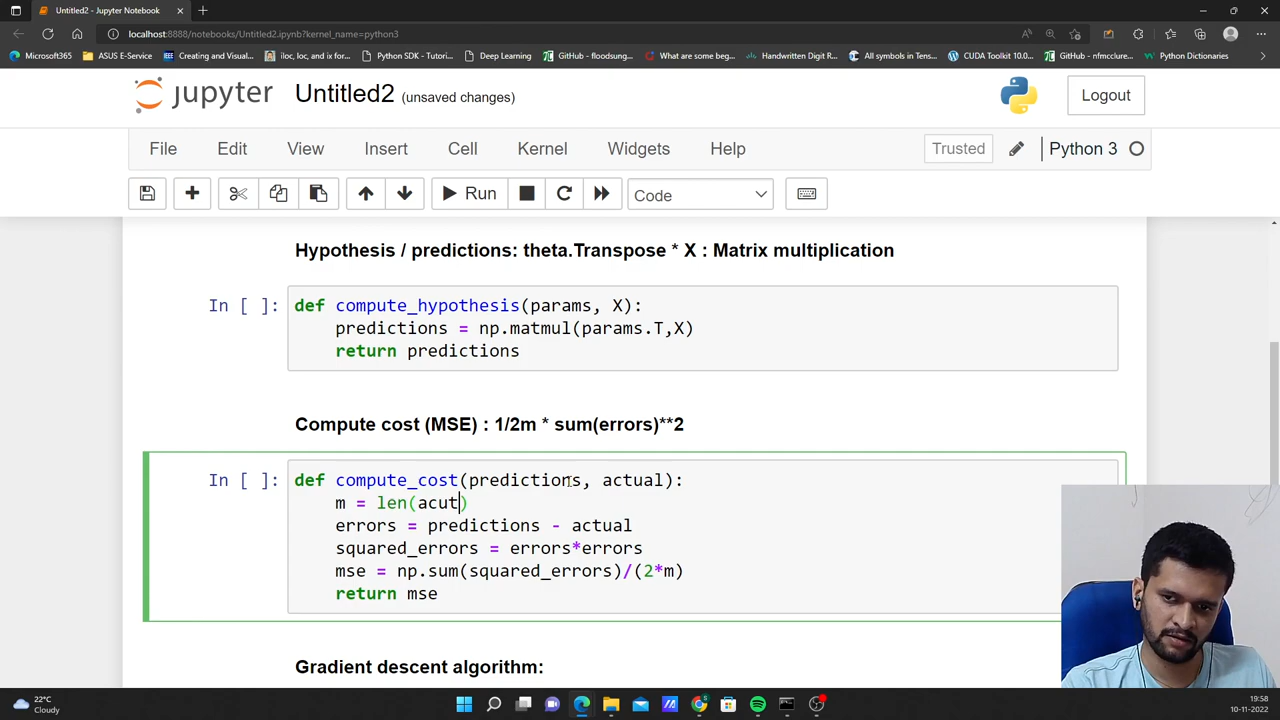 Untitled2 - Jupyter Notebook
localhost:8888/notebooks/Untitled2.ipynb?kernel_name=python3
Microsoft365 ASUS E-Service Creating and Visual... iloc, loc, and ix for... Python SDK - Tutori... Deep Learning GitHub - floodsung... What are some beg... Handwritten Digit R... All symbols in Tens... CUDA Toolkit 10.0... GitHub - nfmcclure... Python Dictionaries
jupyter Untitled2 (unsaved changes) Logout
File Edit View Insert Cell Kernel Widgets Help Trusted Python 3
Run Code
Hypothesis / predictions: theta.Transpose * X : Matrix multiplication
In [ ]: def compute_hypothesis(params, X):
predictions = np.matmul(params.T,X)
return predictions
Compute cost (MSE) : 1/2m * sum(errors)**2
In [ ]: def compute_cost(predictions, actual):
m = len(acut)
errors = predictions - actual
squared_errors = errors*errors
mse = np.sum(squared_errors)/(2*m)
return mse
Gradient descent algorithm:
22°C
Cloudy
19:58
10-11-2022